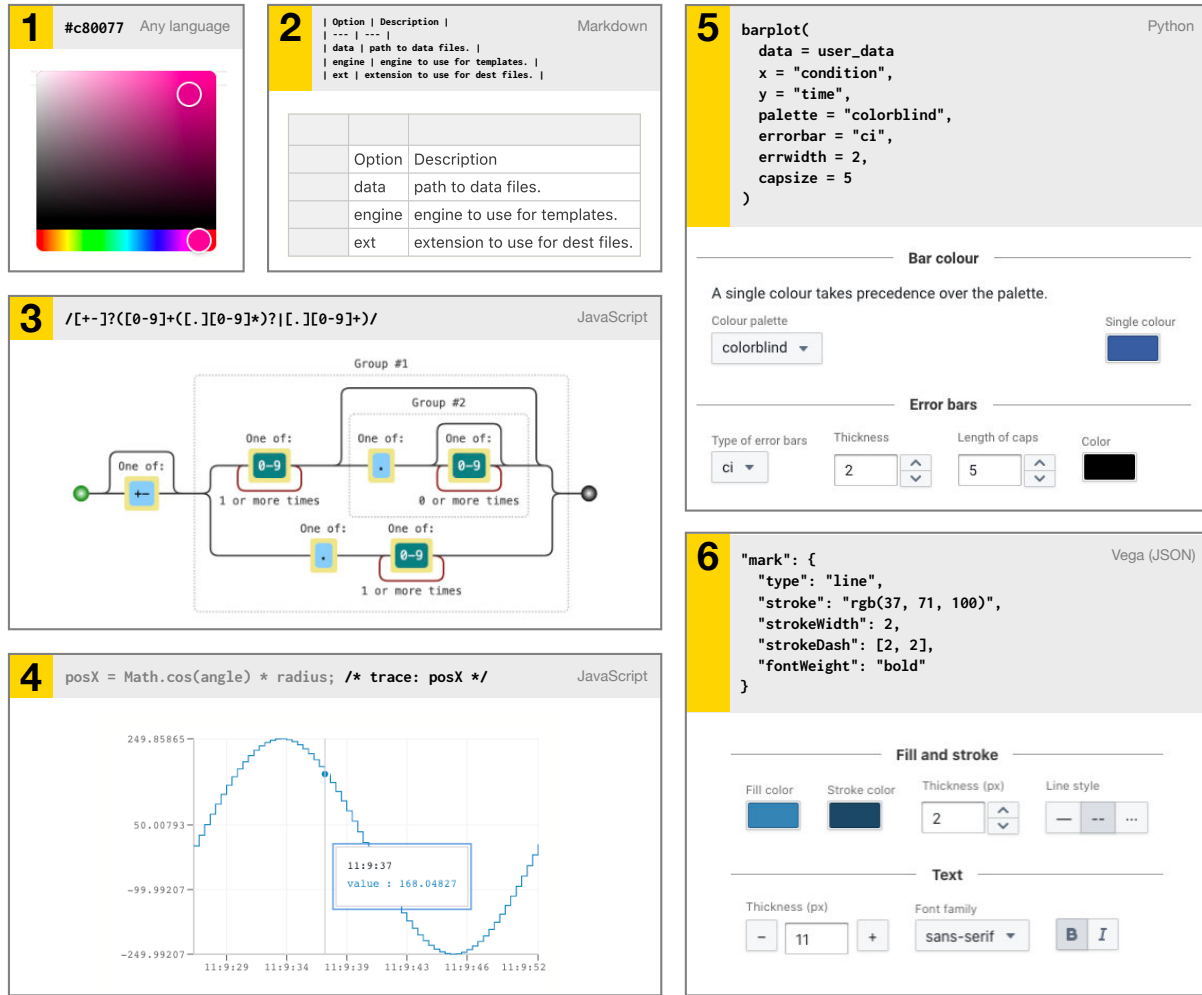 1
#c80077 Any language
2
| Option | Description |
| --- | --- |
| data | path to data files. |
| engine | engine to use for templates. |
| ext | extension to use for dest files. |
Markdown
Option Description
data path to data files.
engine engine to use for templates.
ext extension to use for dest files.
3
/[+-]?([0-9]+([.][0-9]*)?|[.][0-9]+)/
JavaScript
Group #1
Group #2
One of: One of: One of:
0-9 . 0-9
One of:
+-
1 or more times 0 or more times
One of: One of:
. 0-9
1 or more times
4
posX = Math.cos(angle) * radius; /* trace: posX */
JavaScript
249.85865
50.00793
-99.99207
-249.99207
11:9:37
value : 168.04827
11:9:29 11:9:34 11:9:39 11:9:43 11:9:46 11:9:52
5
Python
barplot(
data = user_data
x = "condition",
y = "time",
palette = "colorblind",
errorbar = "ci",
errwidth = 2,
capsize = 5
)
Bar colour
A single colour takes precedence over the palette.
Colour palette Single colour
colorblind
Error bars
Type of error bars Thickness Length of caps Color
ci 2 5
6
Vega (JSON)
"mark": {
"type": "line",
"stroke": "rgb(37, 71, 100)",
"strokeWidth": 2,
"strokeDash": [2, 2],
"fontWeight": "bold"
}
Fill and stroke
Fill color Stroke color Thickness (px) Line style
2 — -- ...
Text
Thickness (px) Font family
- 11 + sans-serif B I